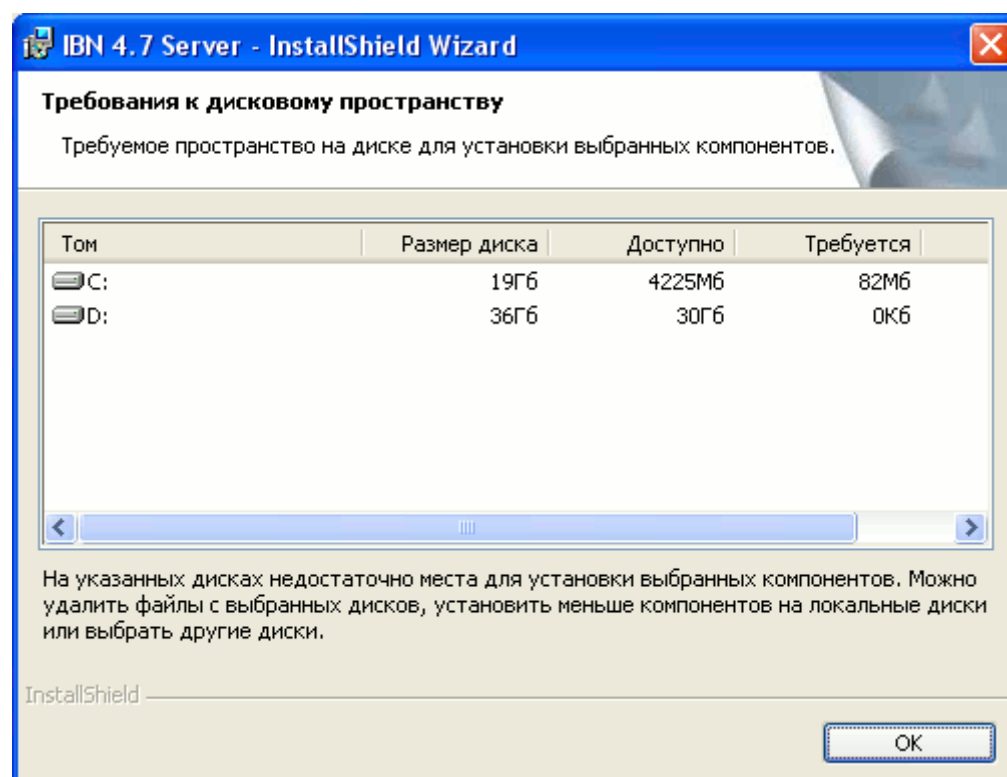 IBN 4.7 Server - InstallShield Wizard
Требования к дисковому пространству
Требуемое пространство на диске для установки выбранных компонентов.
Том Размер диска Доступно Требуется
C: 19Гб 4225Мб 82Мб
D: 36Гб 30Гб 0Кб
На указанных дисках недостаточно места для установки выбранных компонентов. Можно
удалить файлы с выбранных дисков, установить меньше компонентов на локальные диски
или выбрать другие диски.
InstallShield
ОК